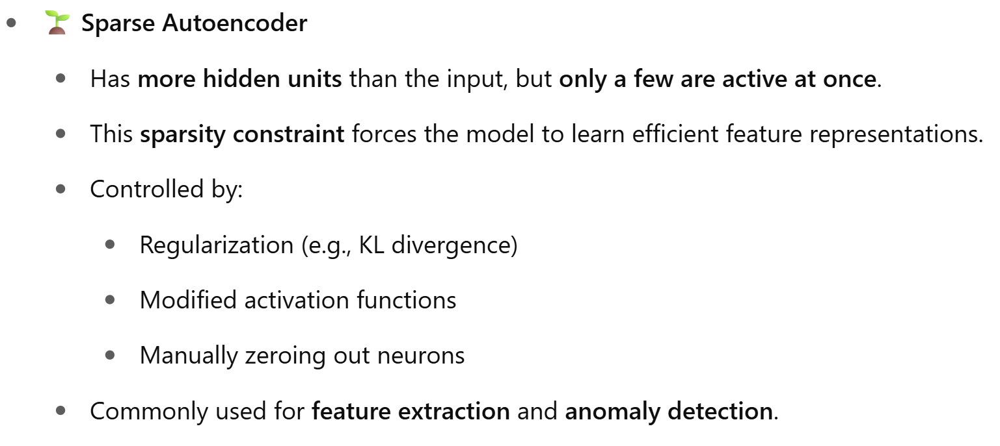 🌱 Sparse Autoencoder
Has more hidden units than the input, but only a few are active at once.
This sparsity constraint forces the model to learn efficient feature representations.
Controlled by:
Regularization (e.g., KL divergence)
Modified activation functions
Manually zeroing out neurons
Commonly used for feature extraction and anomaly detection.